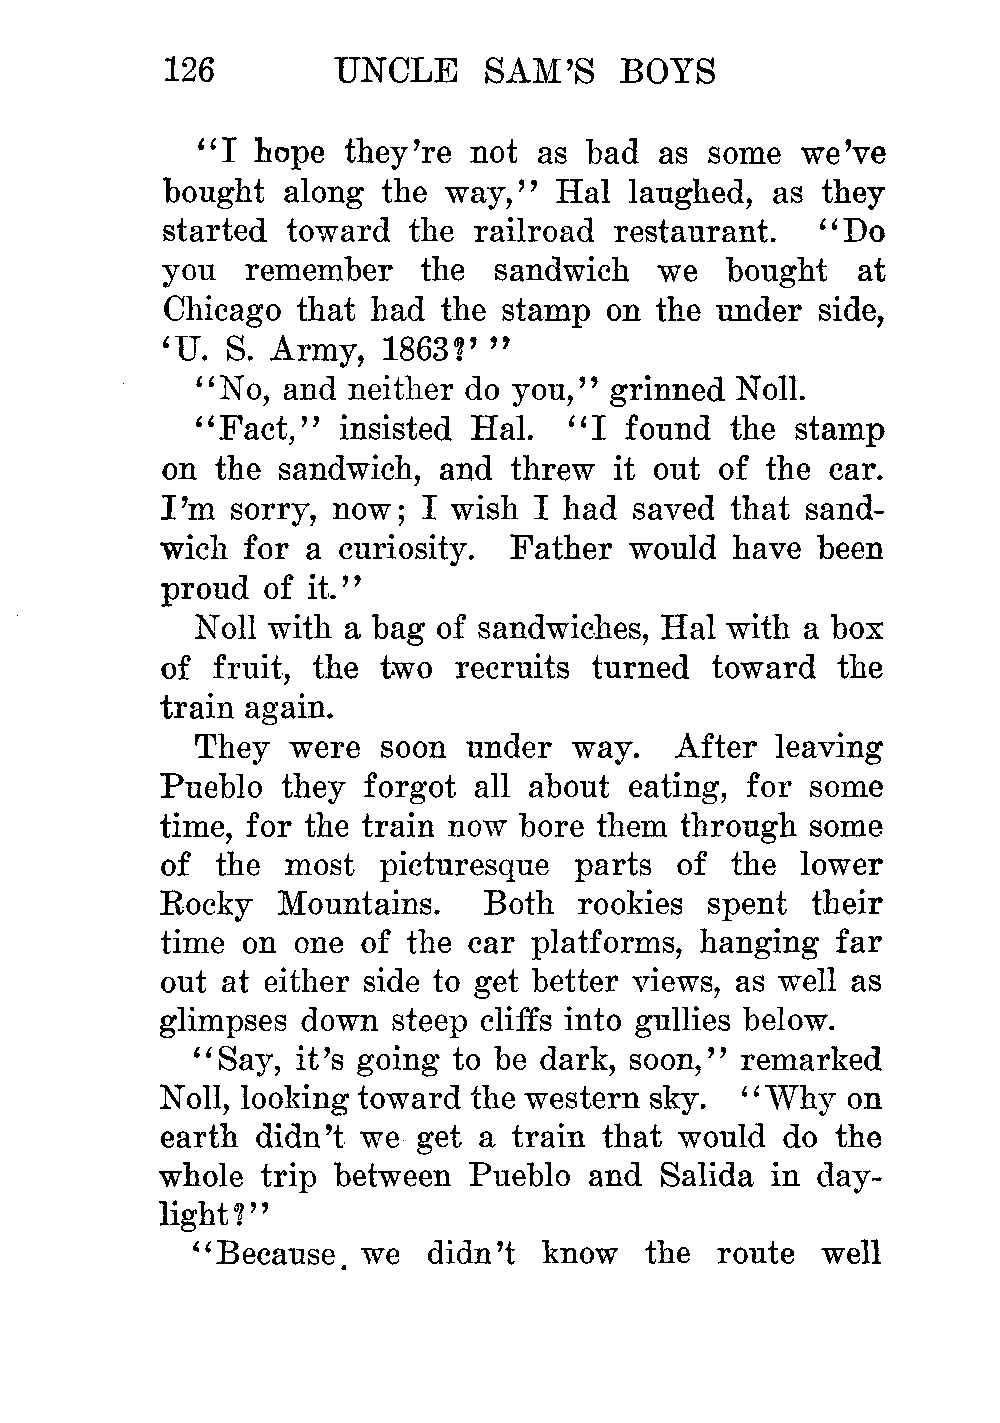 126 UNCLE SAM'S BOYS
"I hope they're not as bad as some we've
bought along the way," Hal laughed, as they
started toward the railroad restaurant. "Do
you remember the sandwich we bought at
Chicago that had the stamp on the under side,
'U. S. Army, 1863?' "
"No, and neither do you," grinned Noll.
"Fact," insisted Hal. "I found the stamp
on the sandwich, and threw it out of the car.
I'm sorry, now; I wish I had saved that sand-
wich for a curiosity. Father would have been
proud of it."
Noll with a bag of sandwiches, Hal with a box
of fruit, the two recruits turned toward the
train again.
They were soon under way. After leaving
Pueblo they forgot all about eating, for some
time, for the train now bore them through some
of the most picturesque parts of the lower
Rocky Mountains. Both rookies spent their
time on one of the car platforms, hanging far
out at either side to get better views, as well as
glimpses down steep cliffs into gullies below.
"Say, it's going to be dark, soon," remarked
Noll, looking toward the western sky. "Why on
earth didn't we get a train that would do the
whole trip between Pueblo and Salida in day-
light?"
"Because we didn't know the route well